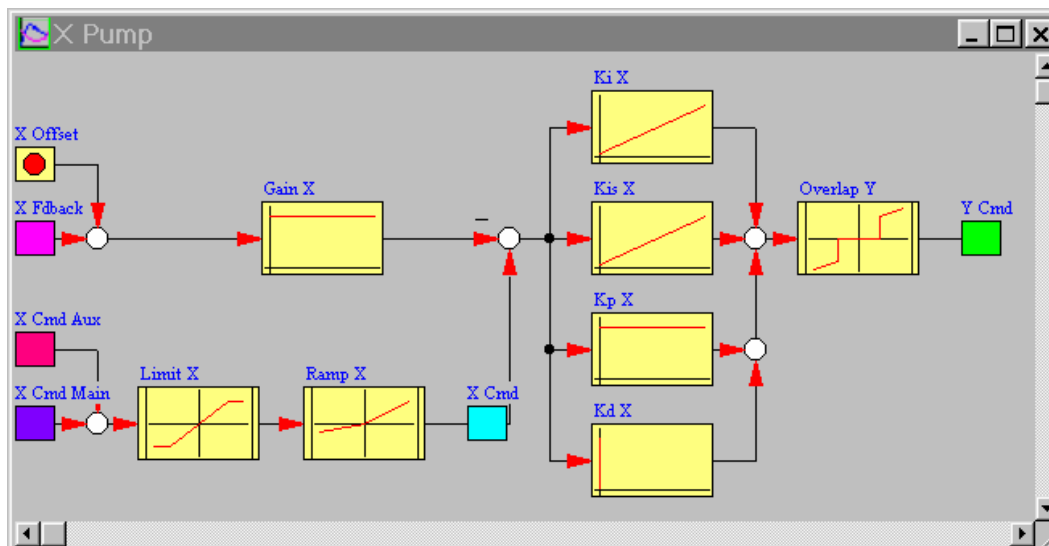 X Pump
Ki X
X Offset
Gain X
Kis X
Overlap Y
X Fdback
Y Cmd
–
Kp X
X Cmd Aux
Limit X
Ramp X
X Cmd Main
X Cmd
Kd X